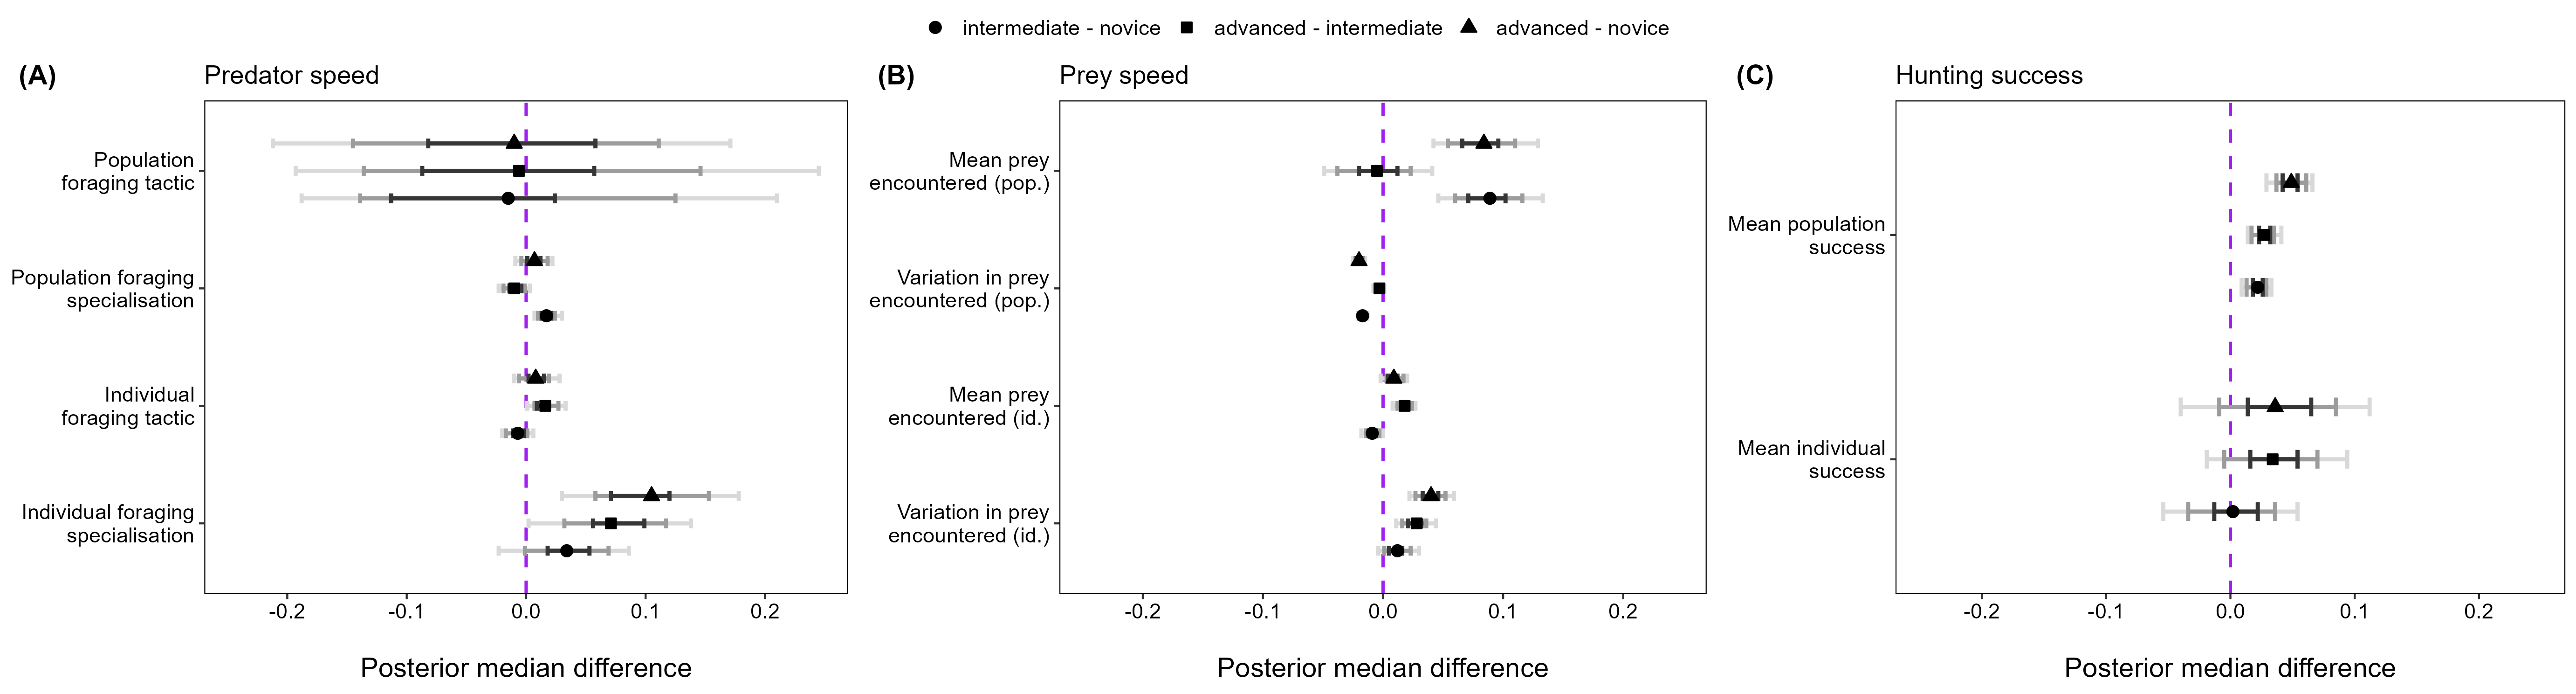 intermediate - novice advanced - intermediate advanced - novice
(A) Predator speed
Population
foraging tactic
Population foraging
specialisation
Individual
foraging tactic
Individual foraging
specialisation
-0.2 -0.1 0.0 0.1 0.2
Posterior median difference
(B) Prey speed
Mean prey
encountered (pop.)
Variation in prey
encountered (pop.)
Mean prey
encountered (id.)
Variation in prey
encountered (id.)
-0.2 -0.1 0.0 0.1 0.2
Posterior median difference
(C) Hunting success
Mean population
success
Mean individual
success
-0.2 -0.1 0.0 0.1 0.2
Posterior median difference